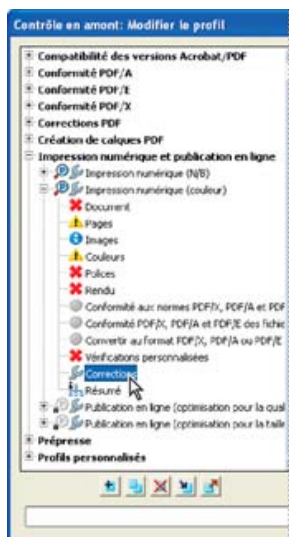 Contrôle en amont: Modifier le profil
Compatibilité des versions Acrobat/PDF
Conformité PDF/A
Conformité PDF/E
Conformité PDF/X
Corrections PDF
Création de calques PDF
Impression numérique et publication en ligne
Impression numérique (N/B)
Impression numérique (couleur)
Document
Pages
Images
Couleurs
Polices
Rendu
Conformité aux normes PDF/X, PDF/A et PDF
Conformité PDF/X, PDF/A et PDF/E des fichie
Convertir au format PDF/X, PDF/A ou PDF/E
Vérifications personnalisées
Corrections
Résumé
Publication en ligne (optimisation pour la qual
Publication en ligne (optimisation pour la taille
Prépresse
Profils personnalisés